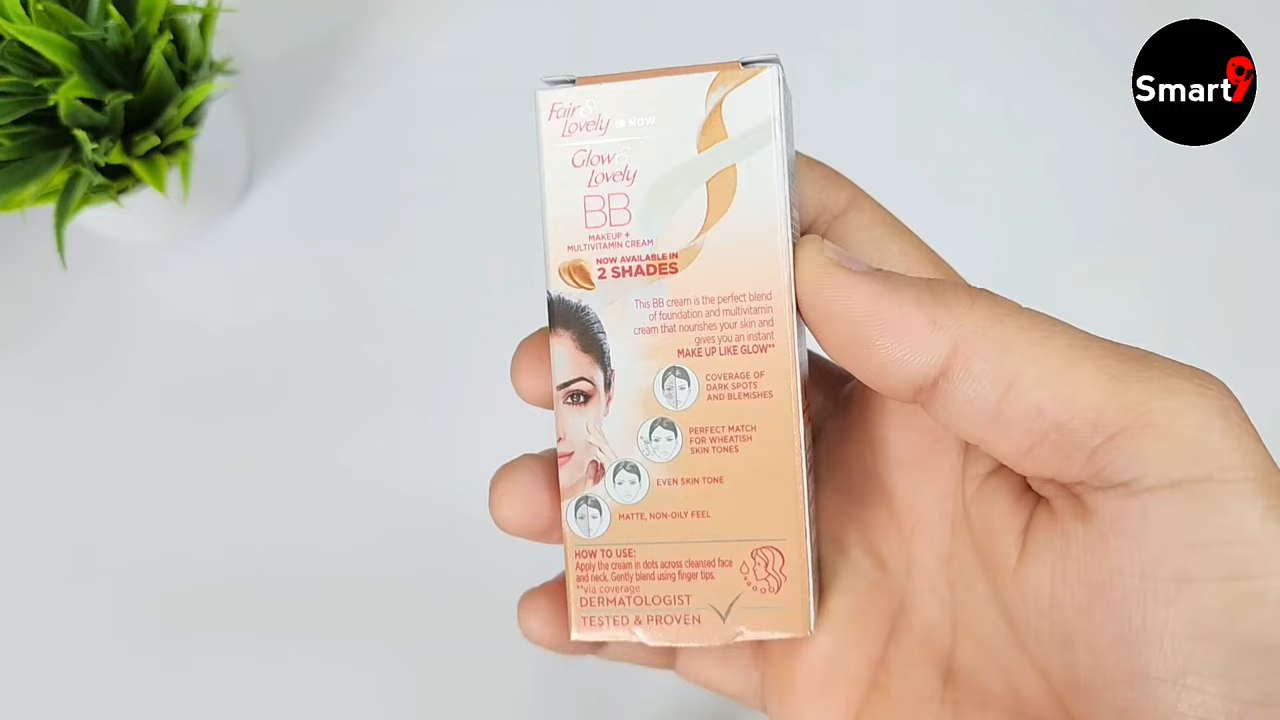 Smart9
Fair &
Lovely IS NOW
Glow &
Lovely
BB
MAKEUP +
MULTIVITAMIN CREAM
NOW AVAILABLE IN
2 SHADES
This BB cream is the perfect blend
of foundation and multivitamin
cream that nourishes your skin and
gives you an instant
MAKE UP LIKE GLOW**
COVERAGE OF
DARK SPOTS
AND BLEMISHES
PERFECT MATCH
FOR WHEATISH
SKIN TONES
EVEN SKIN TONE
MATTE, NON-OILY FEEL
HOW TO USE:
Apply the cream in dots across cleansed face
and neck. Gently blend using finger tips.
**via coverage
DERMATOLOGIST
TESTED & PROVEN